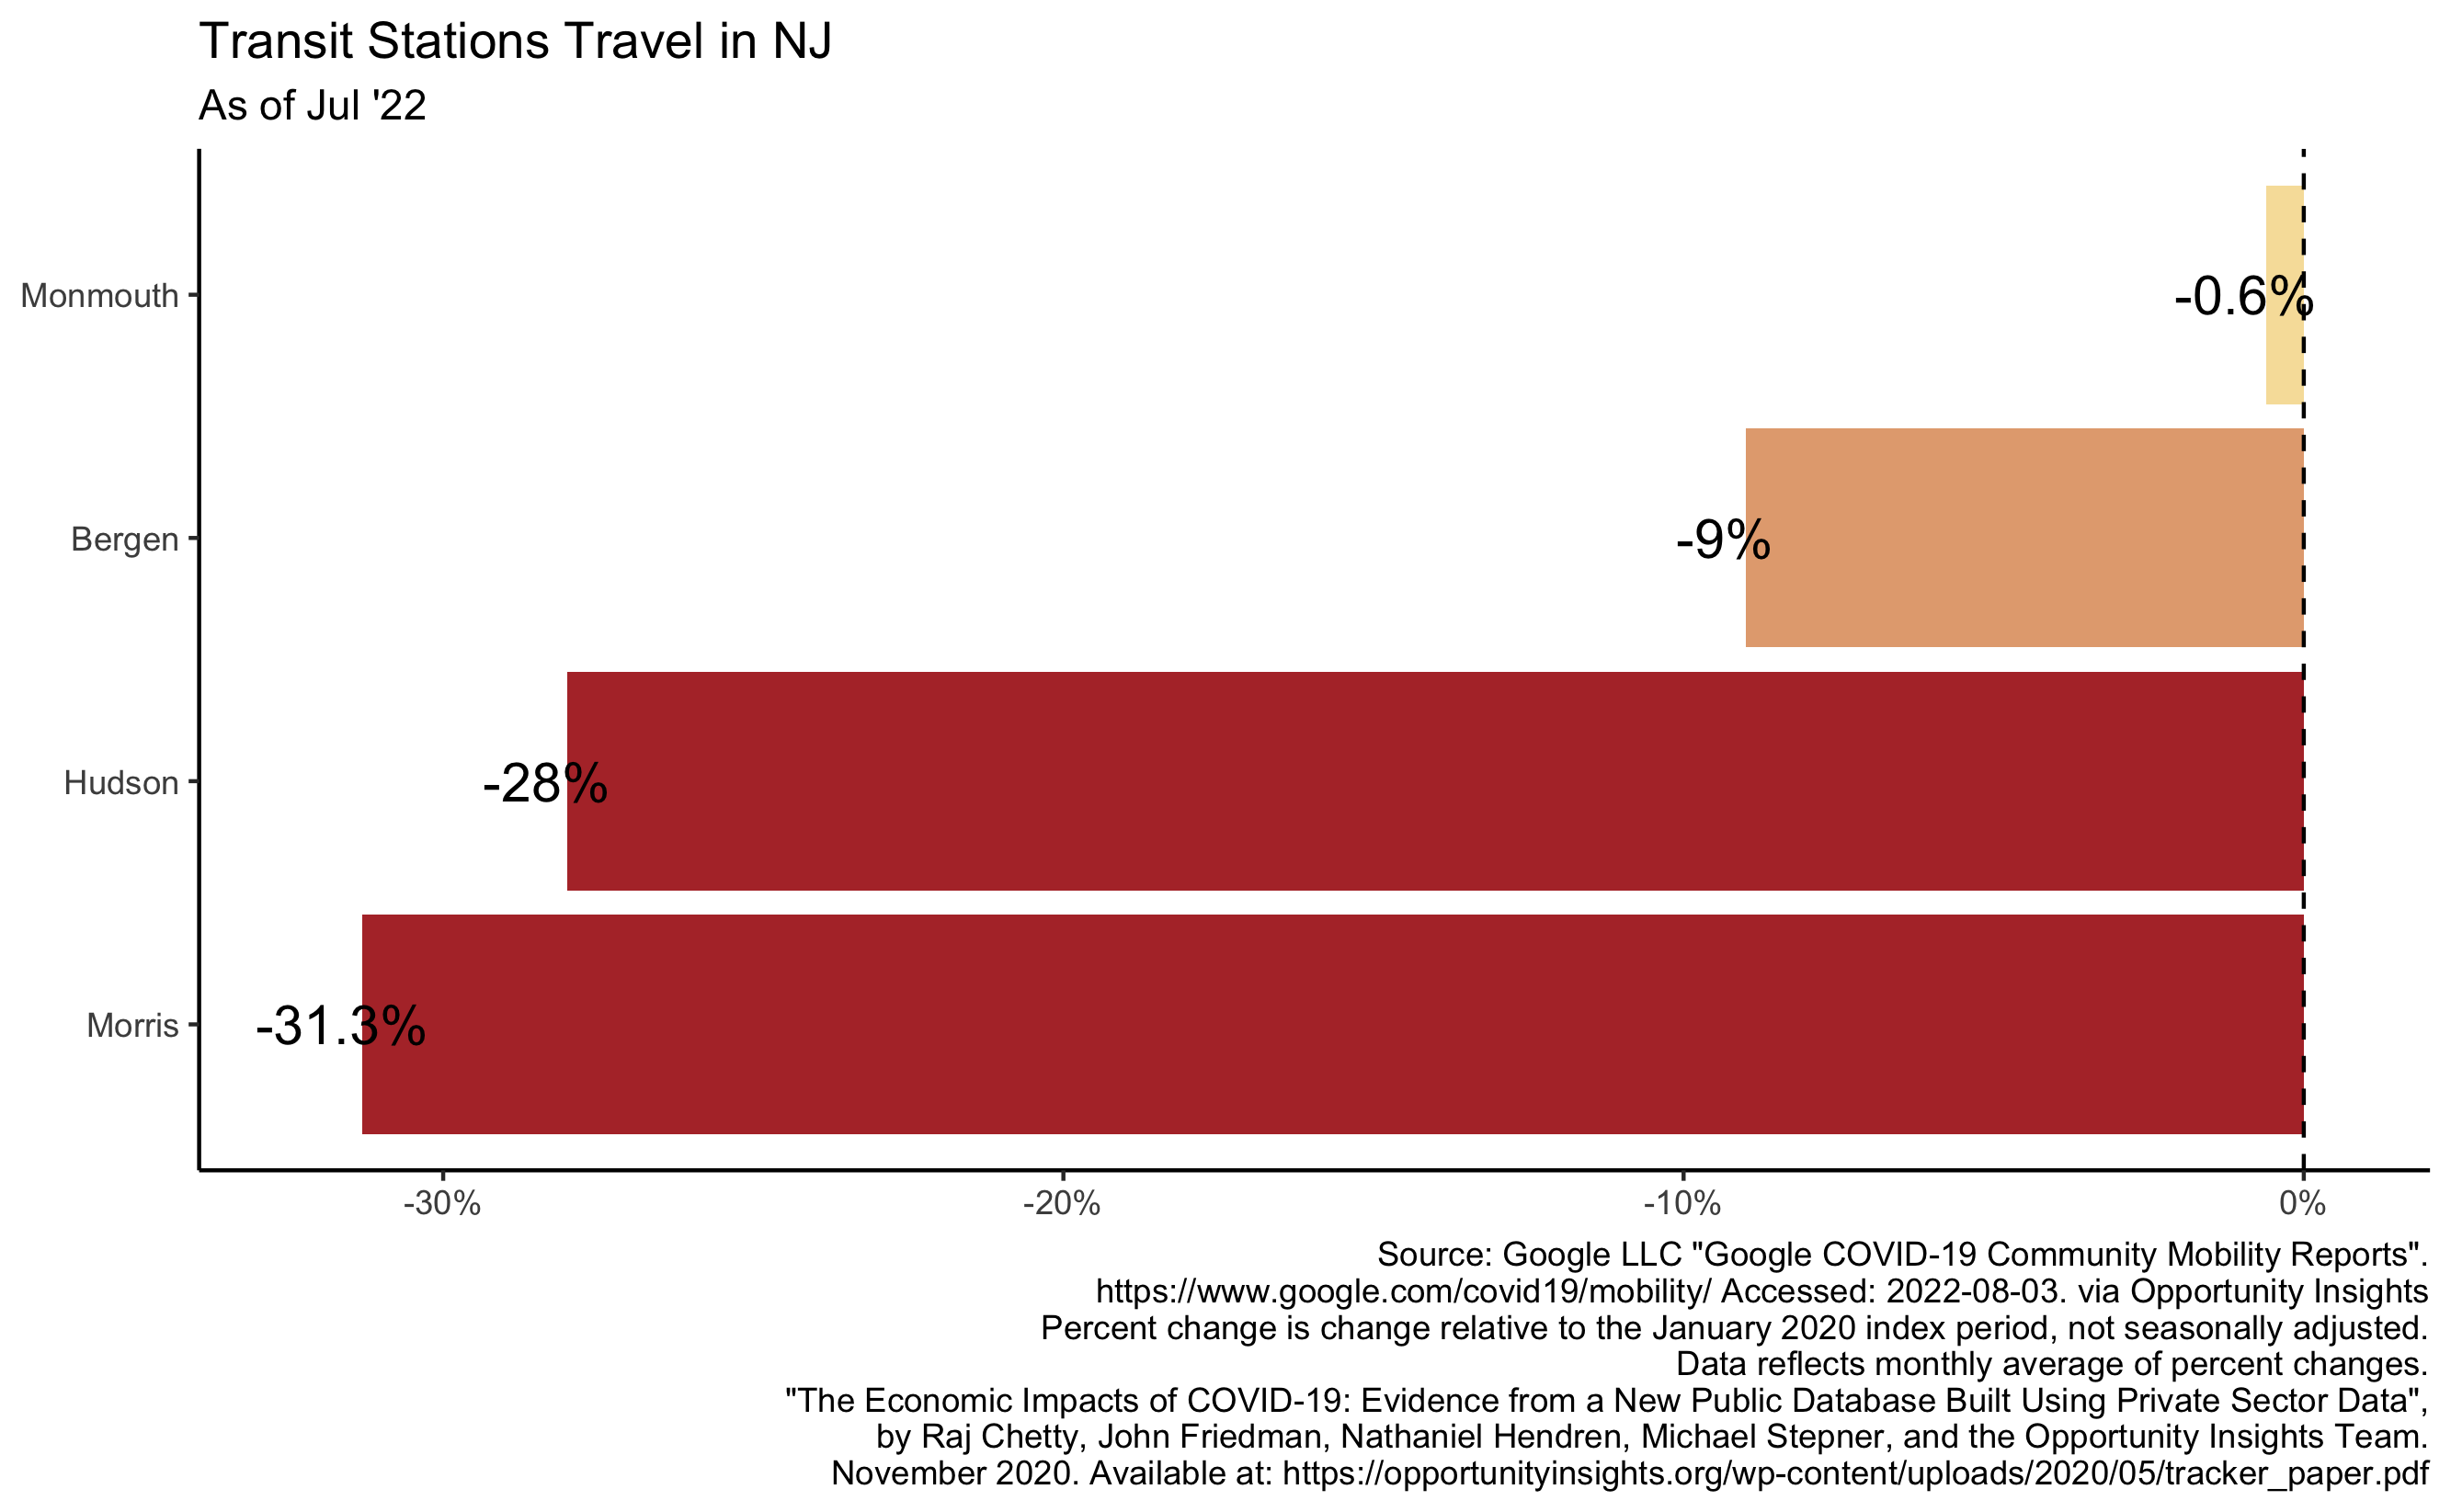 Transit Stations Travel in NJ
As of Jul '22
Monmouth
-0.6%
Bergen
-9%
Hudson
-28%
Morris
-31.3%
-30%
-20%
-10%
0%
Source: Google LLC "Google COVID-19 Community Mobility Reports".
https://www.google.com/covid19/mobility/ Accessed: 2022-08-03. via Opportunity Insights
Percent change is change relative to the January 2020 index period, not seasonally adjusted.
Data reflects monthly average of percent changes.
"The Economic Impacts of COVID-19: Evidence from a New Public Database Built Using Private Sector Data",
by Raj Chetty, John Friedman, Nathaniel Hendren, Michael Stepner, and the Opportunity Insights Team.
November 2020. Available at: https://opportunityinsights.org/wp-content/uploads/2020/05/tracker_paper.pdf